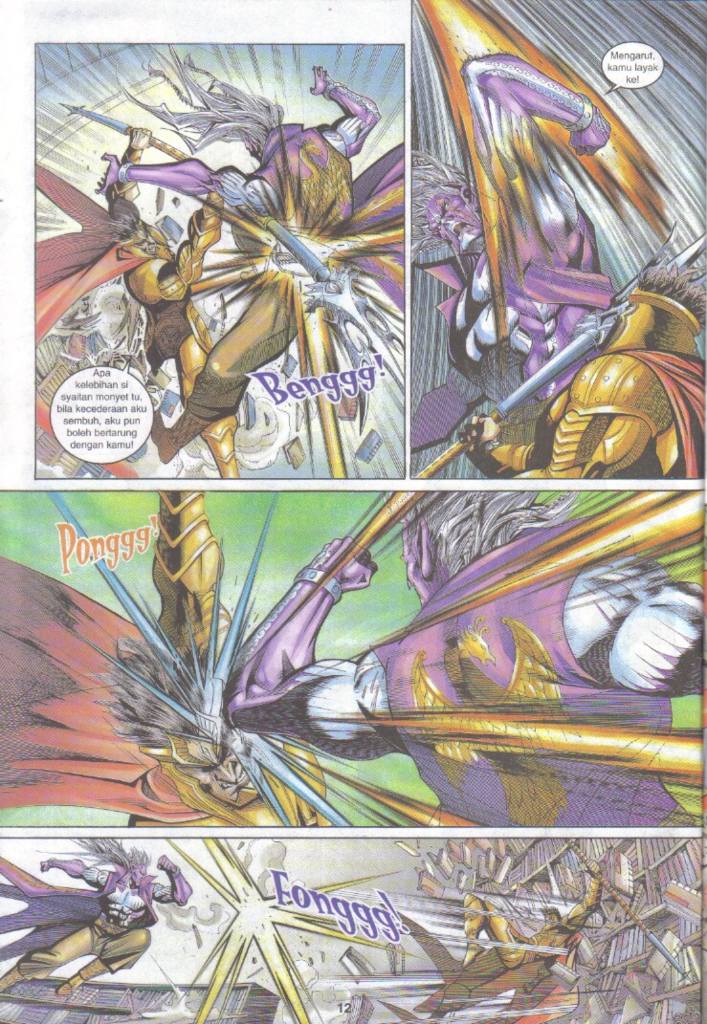 Apa
kelebihan si
syaitan monyet tu,
bila kecederaan aku
sembuh, aku pun
boleh bertarung
dengan kamu!
Benggg!
Mengarut,
kamu layak
ke!
Ponggg!
Fonggg!
12